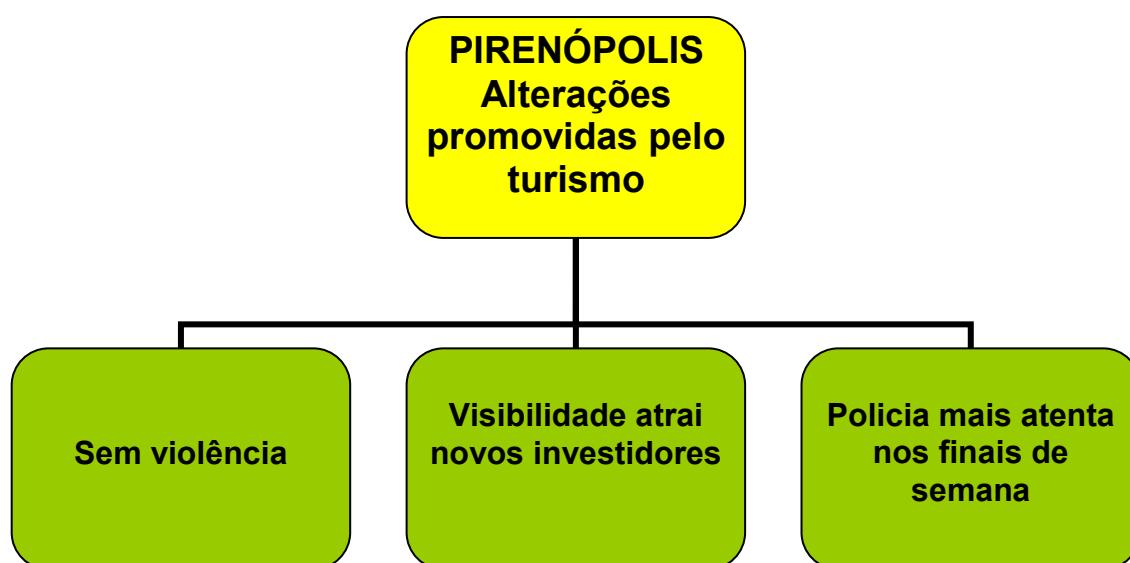 PIRENÓPOLIS
Alterações
promovidas pelo
turismo
Sem violência
Visibilidade atrai
novos investidores
Policia mais atenta
nos finais de
semana